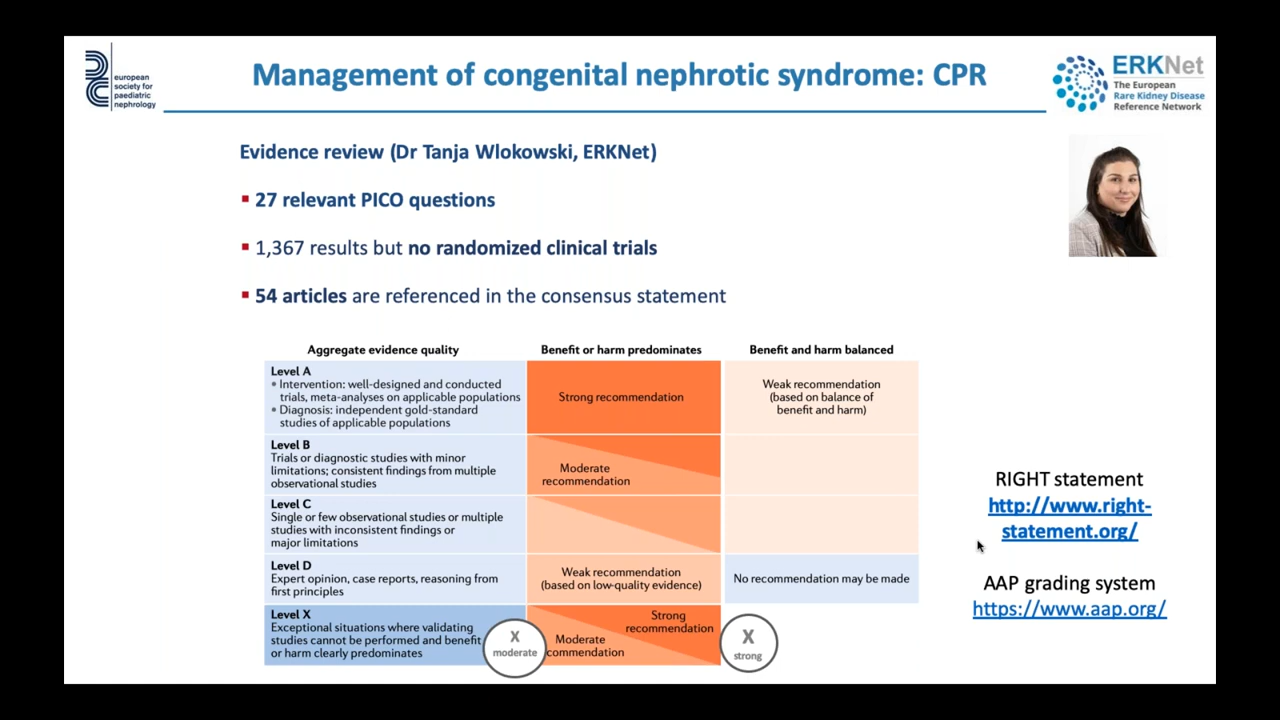 european
society for
paediatric
nephrology
Management of congenital nephrotic syndrome: CPR
ERKNet
The European
Rare Kidney Disease
Reference Network
Evidence review (Dr Tanja Wlokowski, ERKNet)
▪ 27 relevant PICO questions
▪ 1,367 results but no randomized clinical trials
▪ 54 articles are referenced in the consensus statement
Aggregate evidence quality
Benefit or harm predominates
Benefit and harm balanced
Level A
• Intervention: well-designed and conducted
trials, meta-analyses on applicable populations
• Diagnosis: independent gold-standard
studies of applicable populations
Strong recommendation
Weak recommendation
(based on balance of
benefit and harm)
Level B
Trials or diagnostic studies with minor
limitations; consistent findings from multiple
observational studies
Moderate
recommendation
Level C
Single or few observational studies or multiple
studies with inconsistent findings or
major limitations
Level D
Expert opinion, case reports, reasoning from
first principles
Weak recommendation
(based on low-quality evidence)
No recommendation may be made
Level X
Exceptional situations where validating
studies cannot be performed and benefit
or harm clearly predominates
X
moderate
Moderate
commendation
Strong
recommendation
X
strong
RIGHT statement
http://www.right-
statement.org/
AAP grading system
https://www.aap.org/